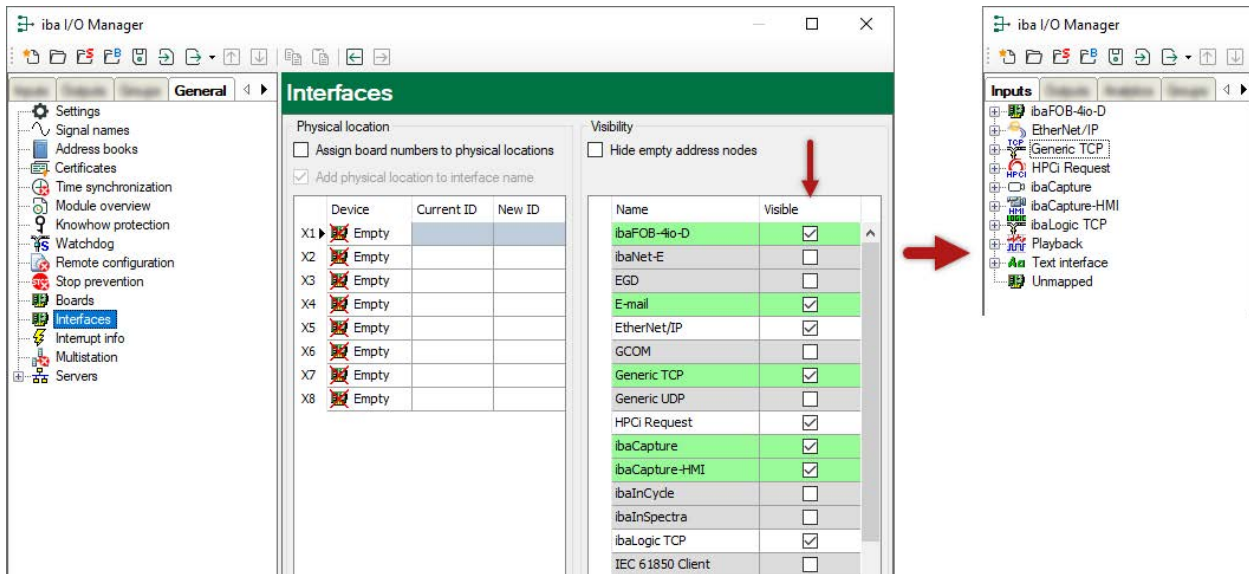 iba I/O Manager
General
Settings
Signal names
Address books
Certificates
Time synchronization
Module overview
Knowhow protection
Watchdog
Remote configuration
Stop prevention
Boards
Interfaces
Interrupt info
Multistation
Servers
Interfaces
Physical location
Assign board numbers to physical locations
Add physical location to interface name
Device Current ID New ID
X1 Empty
X2 Empty
X3 Empty
X4 Empty
X5 Empty
X6 Empty
X7 Empty
X8 Empty
Visibility
Hide empty address nodes
Name Visible
ibaFOB-4io-D
ibaNet-E
EGD
E-mail
EtherNet/IP
GCOM
Generic TCP
Generic UDP
HPCi Request
ibaCapture
ibaCapture-HMI
ibaInCycle
ibaInSpectra
ibaLogic TCP
IEC 61850 Client
iba I/O Manager
Inputs
ibaFOB-4io-D
EtherNet/IP
TCP Generic TCP
HPCi HPCi Request
ibaCapture
HMI ibaCapture-HMI
LOGIC ibaLogic TCP
Playback
Aa Text interface
Unmapped